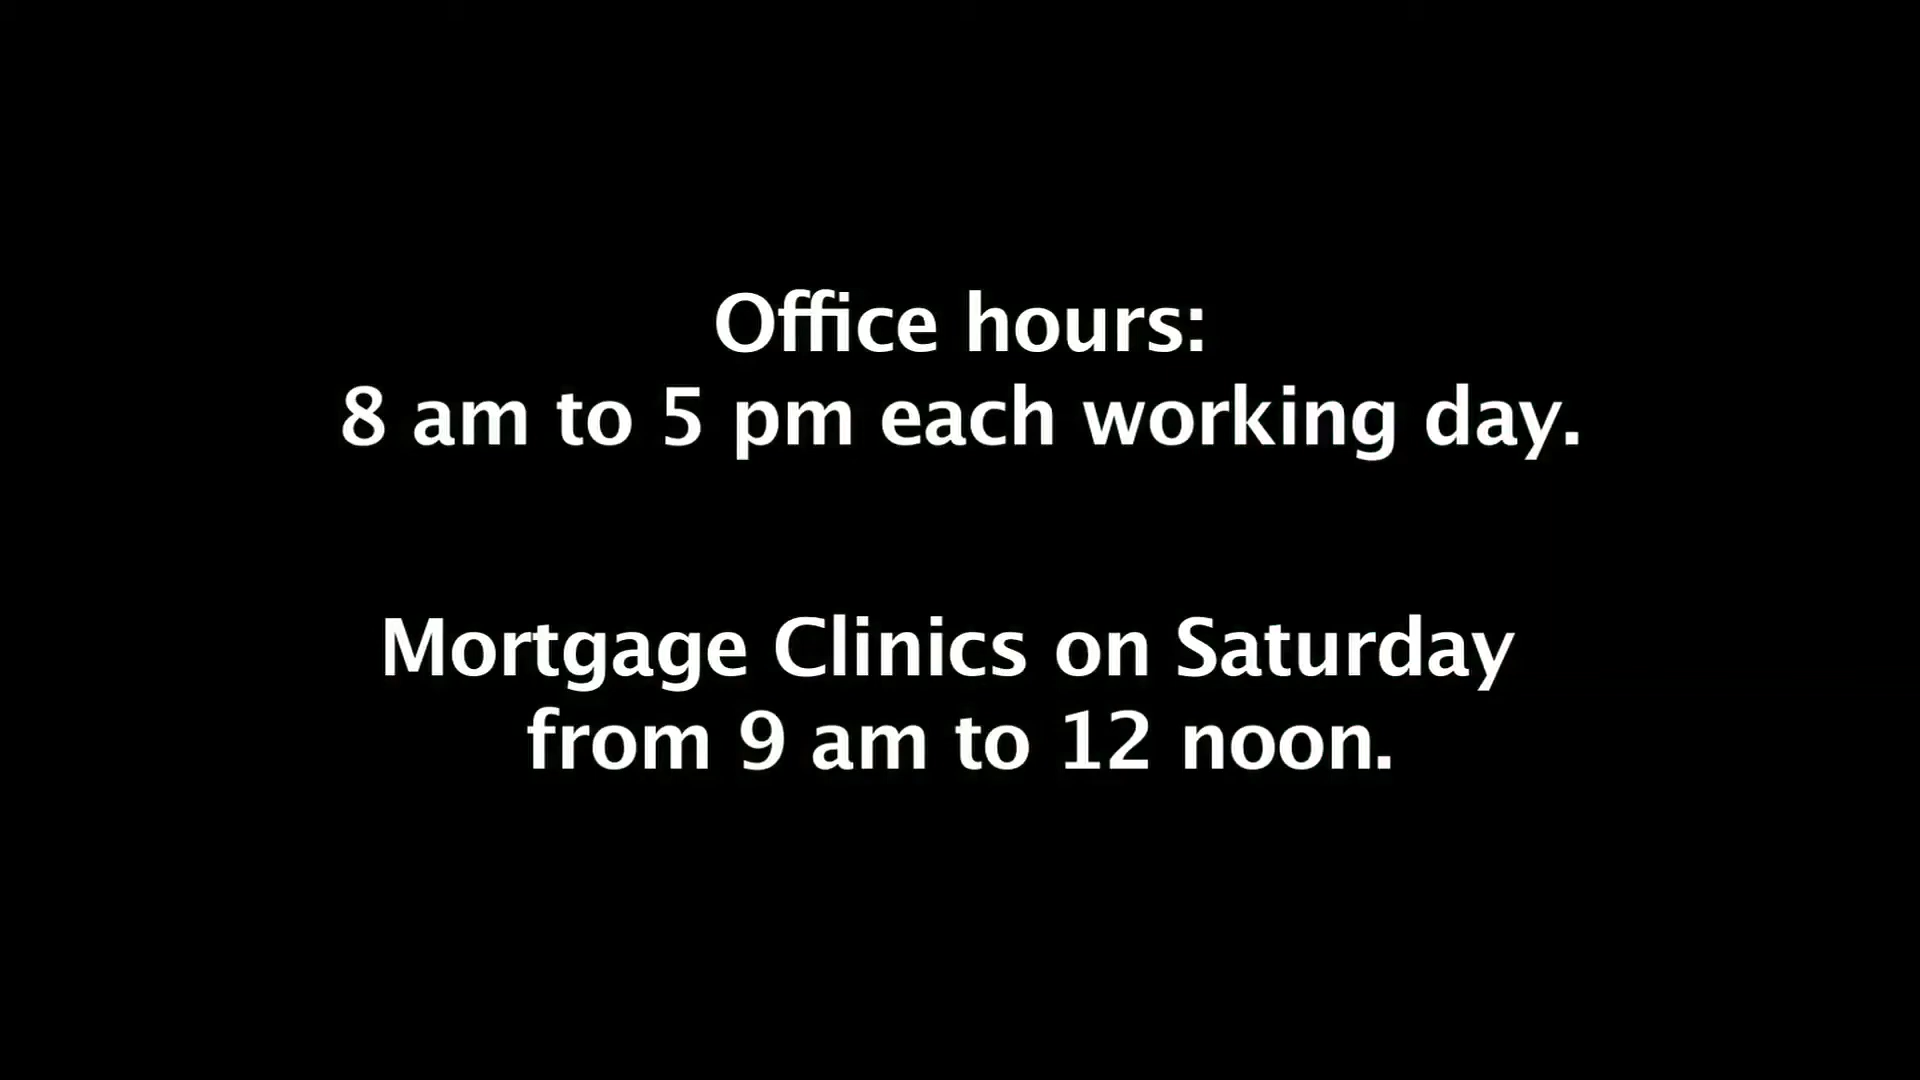 Office hours:
8 am to 5 pm each working day.
Mortgage Clinics on Saturday
from 9 am to 12 noon.